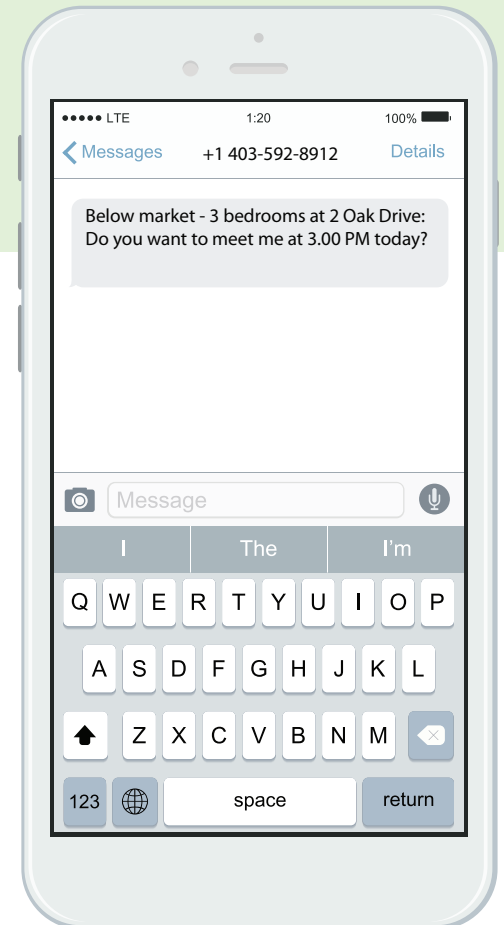 LTE 1:20 100%
Messages +1 403-592-8912 Details
Below market - 3 bedrooms at 2 Oak Drive:
Do you want to meet me at 3.00 PM today?
Message
I The I'm
Q W E R T Y U I O P
A S D F G H J K L
Z X C V B N M
123 space return